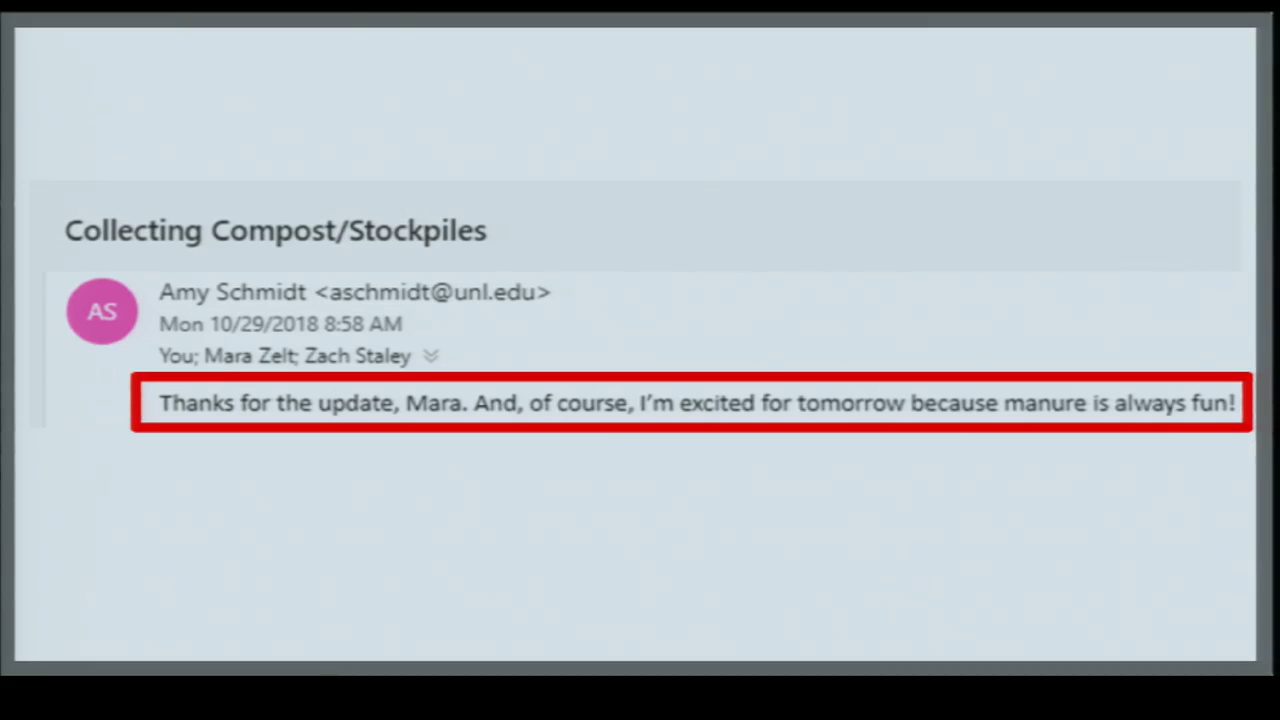 Collecting Compost/Stockpiles
AS
Amy Schmidt <aschmidt@unl.edu>
Mon 10/29/2018 8:58 AM
You; Mara Zelt; Zach Staley
Thanks for the update, Mara. And, of course, I’m excited for tomorrow because manure is always fun!